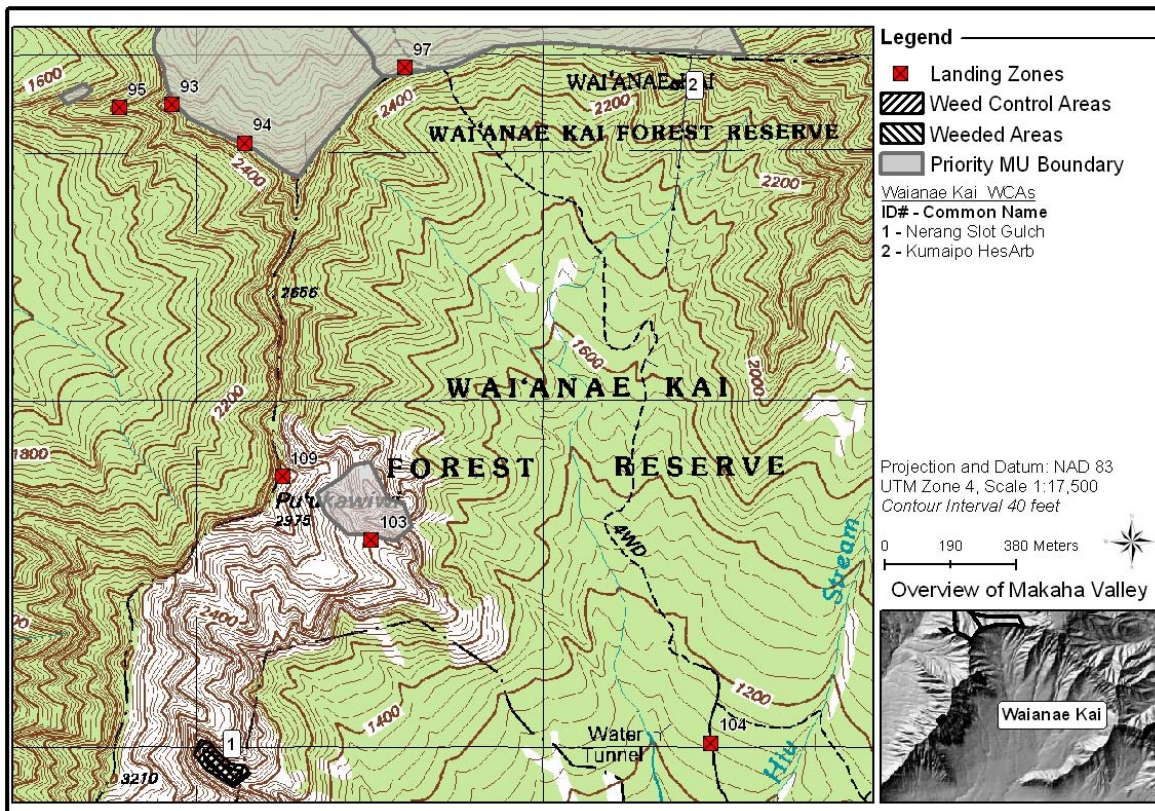 1600
95
93
94
2400
97
2400
2200
WAI'ANAE Kai
2
WAI'ANAE KAI FOREST RESERVE
2200
2200
1800
1600
2000
WAI'ANAE KAI
109
FOREST RESERVE
2975
103
4WD
2400
1200
1400
104
Water
Tunnel
Hiu Stream
1
3210
Legend
Landing Zones
Weed Control Areas
Weeded Areas
Priority MU Boundary
Waianae Kai WCAs
ID# - Common Name
1 - Nerang Slot Gulch
2 - Kumaipo HesArb
Projection and Datum: NAD 83
UTM Zone 4, Scale 1:17,500
Contour Interval 40 feet
0 190 380 Meters
Overview of Makaha Valley
Waianae Kai